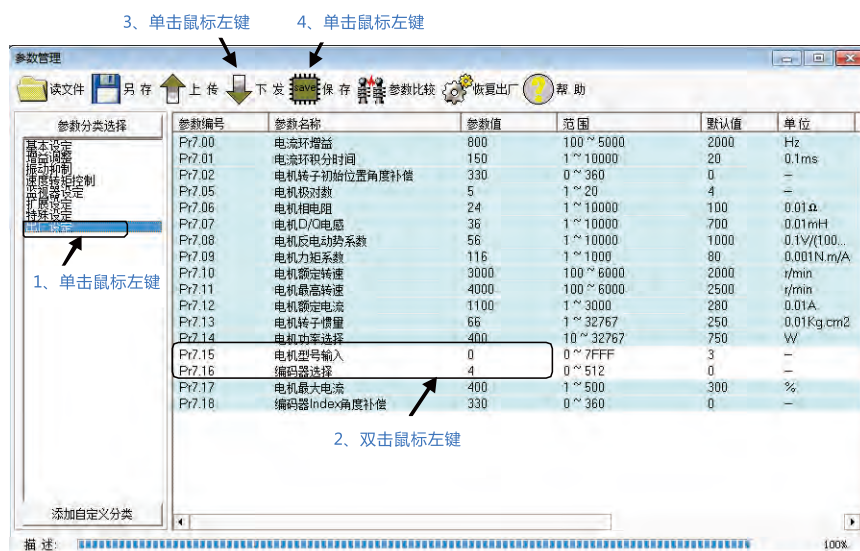 3、单击鼠标左键 4、单击鼠标左键
参数管理
读文件 另存 上传 下发 save 保存 参数比较 恢复出厂 帮助
参数分类选择 参数编号 参数名称 参数值 范围 默认值 单位
基本设定
增益调整
振动抑制
速度转矩控制
监视器设定
扩展设定
特殊设定
出厂设定
Pr7.00 电流环增益 800 100 ~ 5000 2000 Hz
Pr7.01 电流环积分时间 150 1 ~ 10000 20 0.1ms
Pr7.02 电机转子初始位置角度补偿 330 0 ~ 360 0 –
Pr7.05 电机极对数 5 1 ~ 20 4 –
Pr7.06 电机相电阻 24 1 ~ 10000 100 0.01Ω
Pr7.07 电机D/Q电感 36 1 ~ 10000 700 0.01mH
Pr7.08 电机反电动势系数 56 1 ~ 10000 1000 0.1V/(100...
Pr7.09 电机力矩系数 116 1 ~ 1000 80 0.001N.m/A
Pr7.10 电机额定转速 3000 100 ~ 6000 2000 r/min
Pr7.11 电机最高转速 4000 100 ~ 6000 2500 r/min
Pr7.12 电机额定电流 1100 1 ~ 3000 280 0.01A
Pr7.13 电机转子惯量 66 1 ~ 32767 250 0.01Kg.cm2
Pr7.14 电机功率选择 400 10 ~ 32767 750 W
Pr7.15 电机型号输入 0 0 ~ 7FFF 3 –
Pr7.16 编码器选择 4 0 ~ 512 0 –
Pr7.17 电机最大电流 400 1 ~ 500 300 %
Pr7.18 编码器Index角度补偿 330 0 ~ 360 0 –
1、单击鼠标左键
2、双击鼠标左键
添加自定义分类
描述: 100%